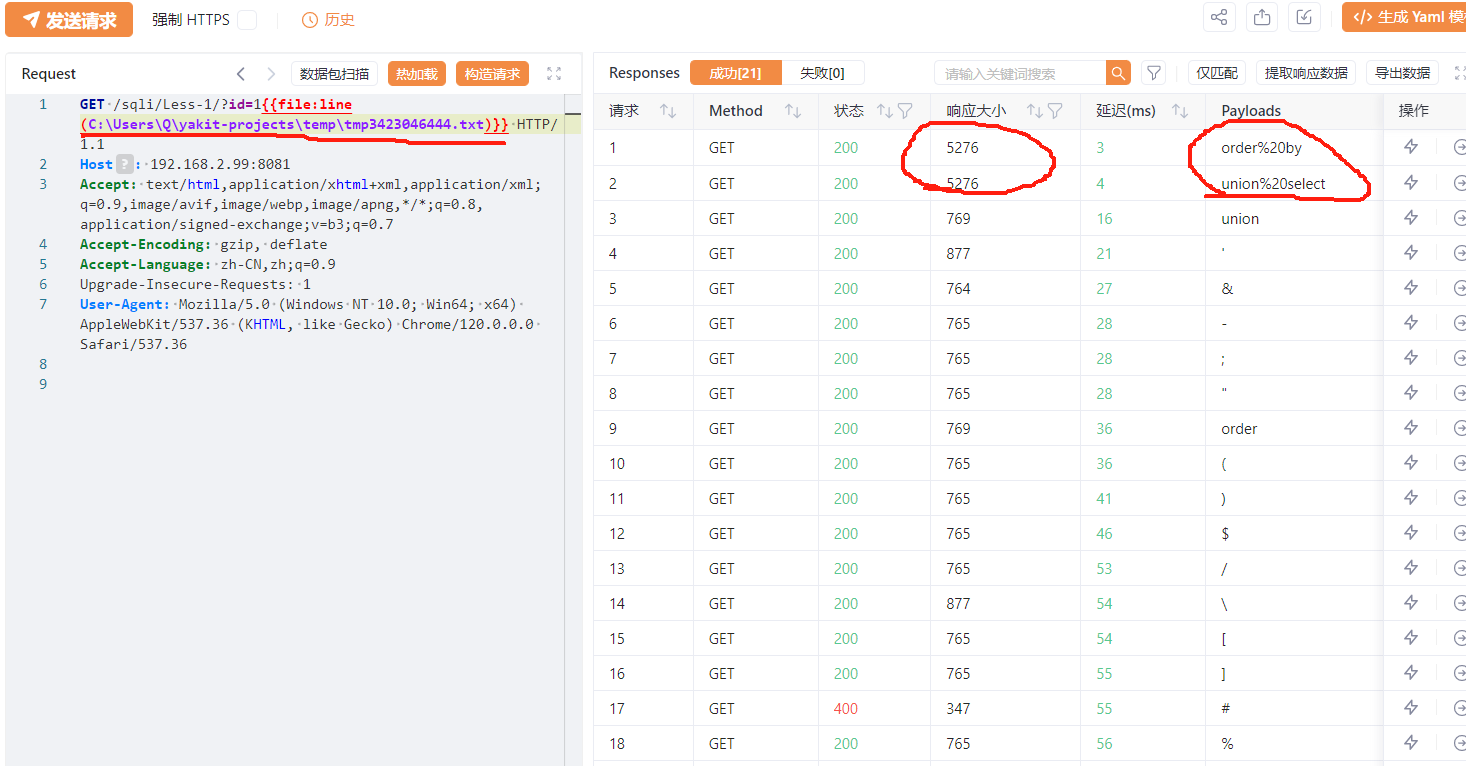 发送请求 强制 HTTPS 历史 </> 生成 Yaml 模
Request 数据包扫描 热加载 构造请求
1 GET /sqli/Less-1/?id=1{{file:line
(C:\Users\Q\yakit-projects\temp\tmp3423046444.txt)}} HTTP/
1.1
2 Host ? : 192.168.2.99:8081
3 Accept: text/html,application/xhtml+xml,application/xml;
q=0.9,image/avif,image/webp,image/apng,*/*;q=0.8,
application/signed-exchange;v=b3;q=0.7
4 Accept-Encoding: gzip, deflate
5 Accept-Language: zh-CN,zh;q=0.9
6 Upgrade-Insecure-Requests: 1
7 User-Agent: Mozilla/5.0 (Windows NT 10.0; Win64; x64)
AppleWebKit/537.36 (KHTML, like Gecko) Chrome/120.0.0.0
Safari/537.36
8
9
Responses 成功[21] 失败[0] 请输入关键词搜索 仅匹配 提取响应数据 导出数据
请求 Method 状态 响应大小 延迟(ms) Payloads 操作
1 GET 200 5276 3 order%20by
2 GET 200 5276 4 union%20select
3 GET 200 769 16 union
4 GET 200 877 21 '
5 GET 200 764 27 &
6 GET 200 765 28 -
7 GET 200 765 28 ;
8 GET 200 765 28 "
9 GET 200 769 36 order
10 GET 200 765 36 (
11 GET 200 765 41 )
12 GET 200 765 46 $
13 GET 200 765 53 /
14 GET 200 877 54 \
15 GET 200 765 54 [
16 GET 200 765 55 ]
17 GET 400 347 55 #
18 GET 200 765 56 %